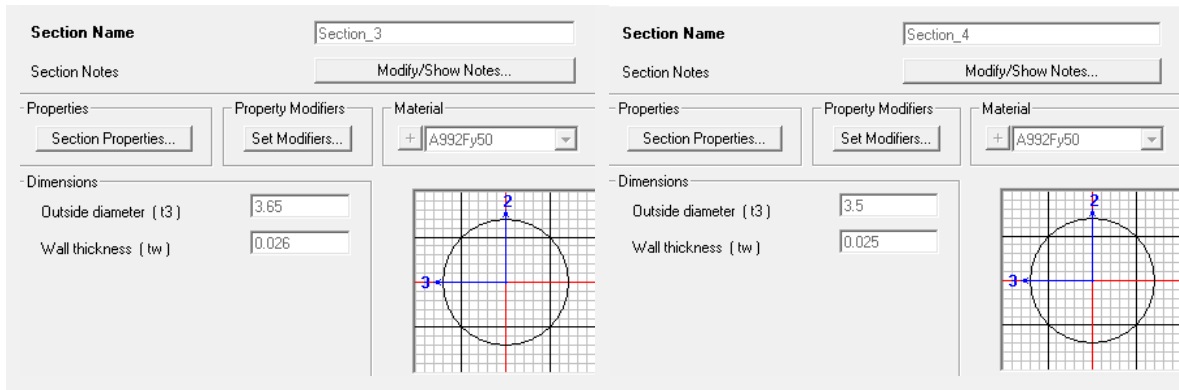 Section Name Section_3
Section Notes Modify/Show Notes...
Properties Property Modifiers Material
Section Properties... Set Modifiers... + A992Fy50
Dimensions
Outside diameter ( t3 ) 3.65
Wall thickness ( tw ) 0.026
2
3
Section Name Section_4
Section Notes Modify/Show Notes...
Properties Property Modifiers Material
Section Properties... Set Modifiers... + A992Fy50
Dimensions
Outside diameter ( t3 ) 3.5
Wall thickness ( tw ) 0.025
2
3